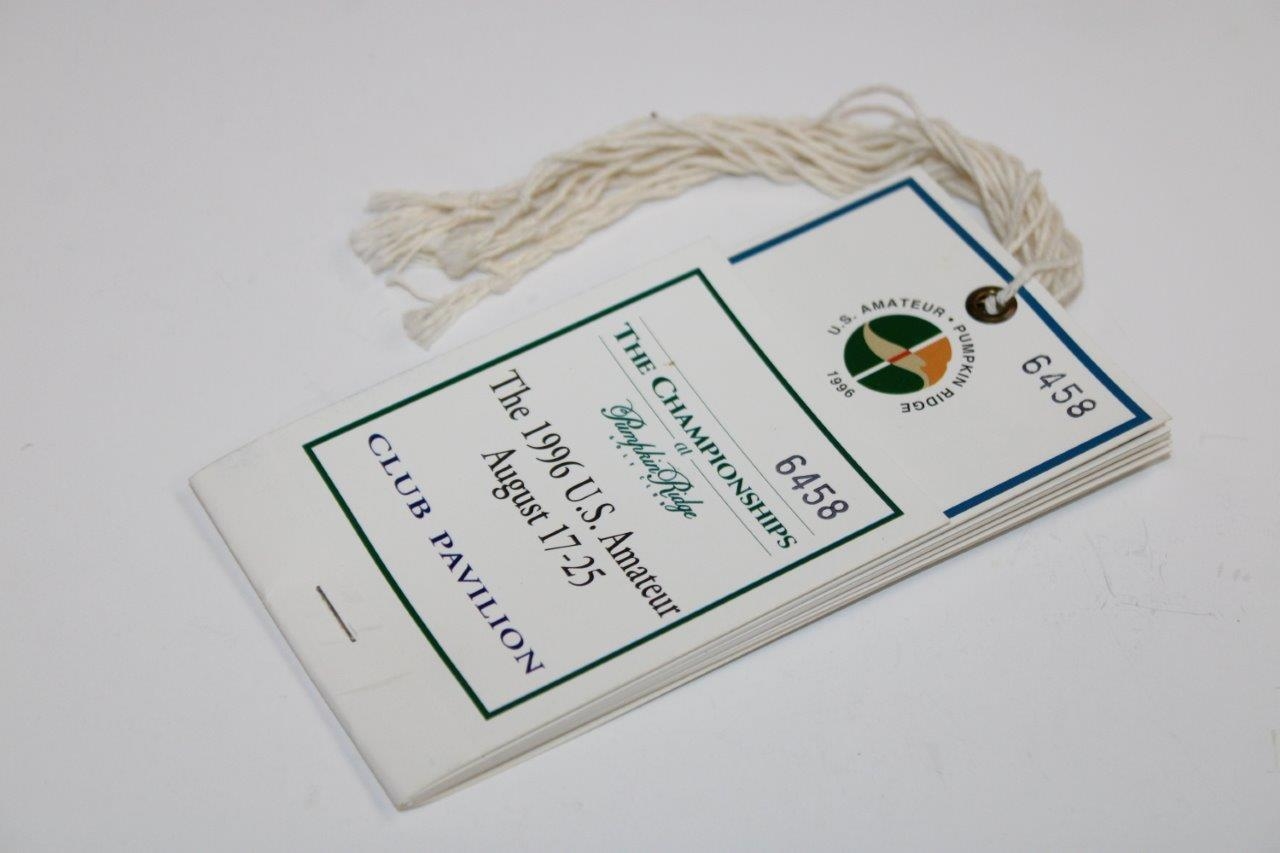 6458
THE CHAMPIONSHIPS
at
Pumpkin Ridge
The 1996 U.S. Amateur
August 17-25
CLUB PAVILION
U.S. AMATEUR • PUMPKIN RIDGE
1996
6458